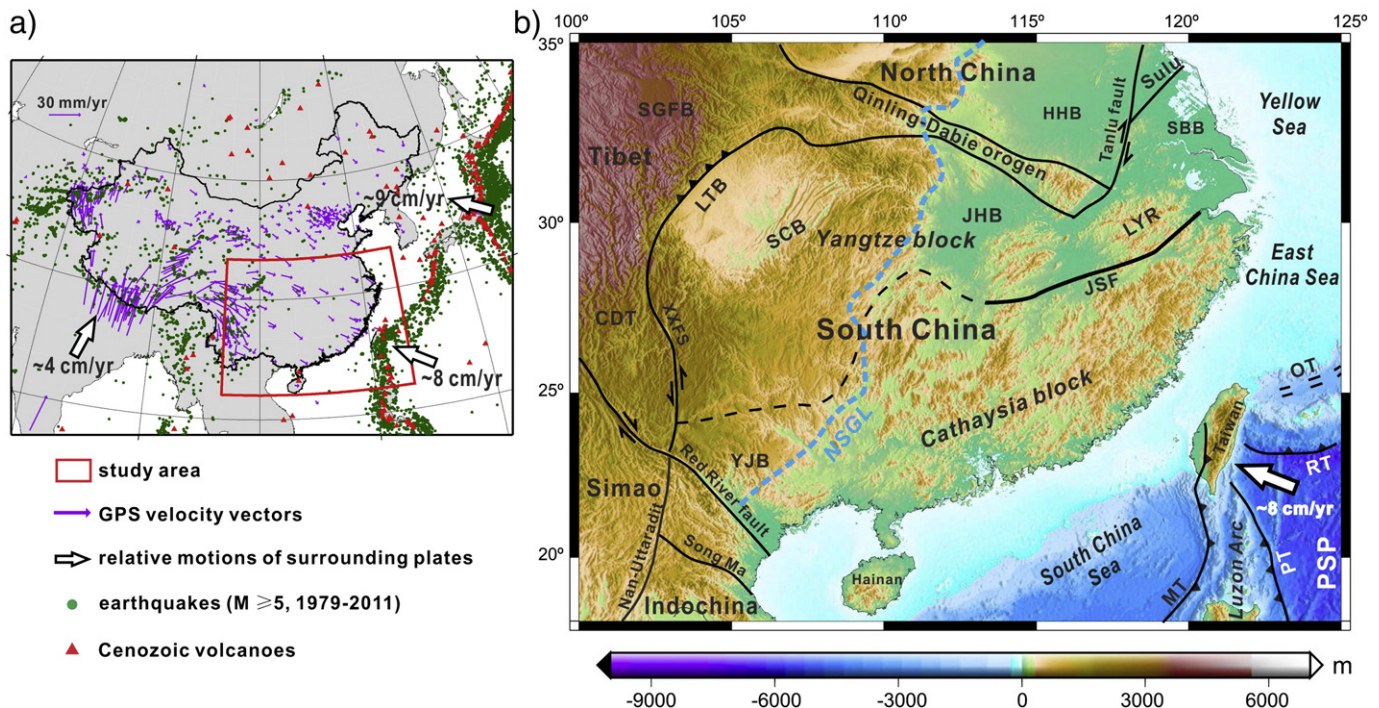 a)
30 mm/yr
~9 cm/yr
~4 cm/yr
~8 cm/yr
study area
GPS velocity vectors
relative motions of surrounding plates
earthquakes (M ⩾5, 1979-2011)
Cenozoic volcanoes
b)
100°
105°
110°
115°
120°
125°
35°
30°
25°
20°
North China
Qinling-Dabie orogen
HHB
Tanlu fault
Sulu
SBB
Yellow
Sea
SGFB
Tibet
LTB
SCB
Yangtze block
JHB
LYR
JSF
East
China Sea
CDT
XXFS
South China
Cathaysia block
NSGL
OT
Taiwan
RT
~8 cm/yr
YJB
Red River fault
Simao
Nan-Uttaradit
Song Ma
Indochina
Hainan
South China
Sea
MT
Luzon Arc
PT
PSP
m
-9000
-6000
-3000
0
3000
6000